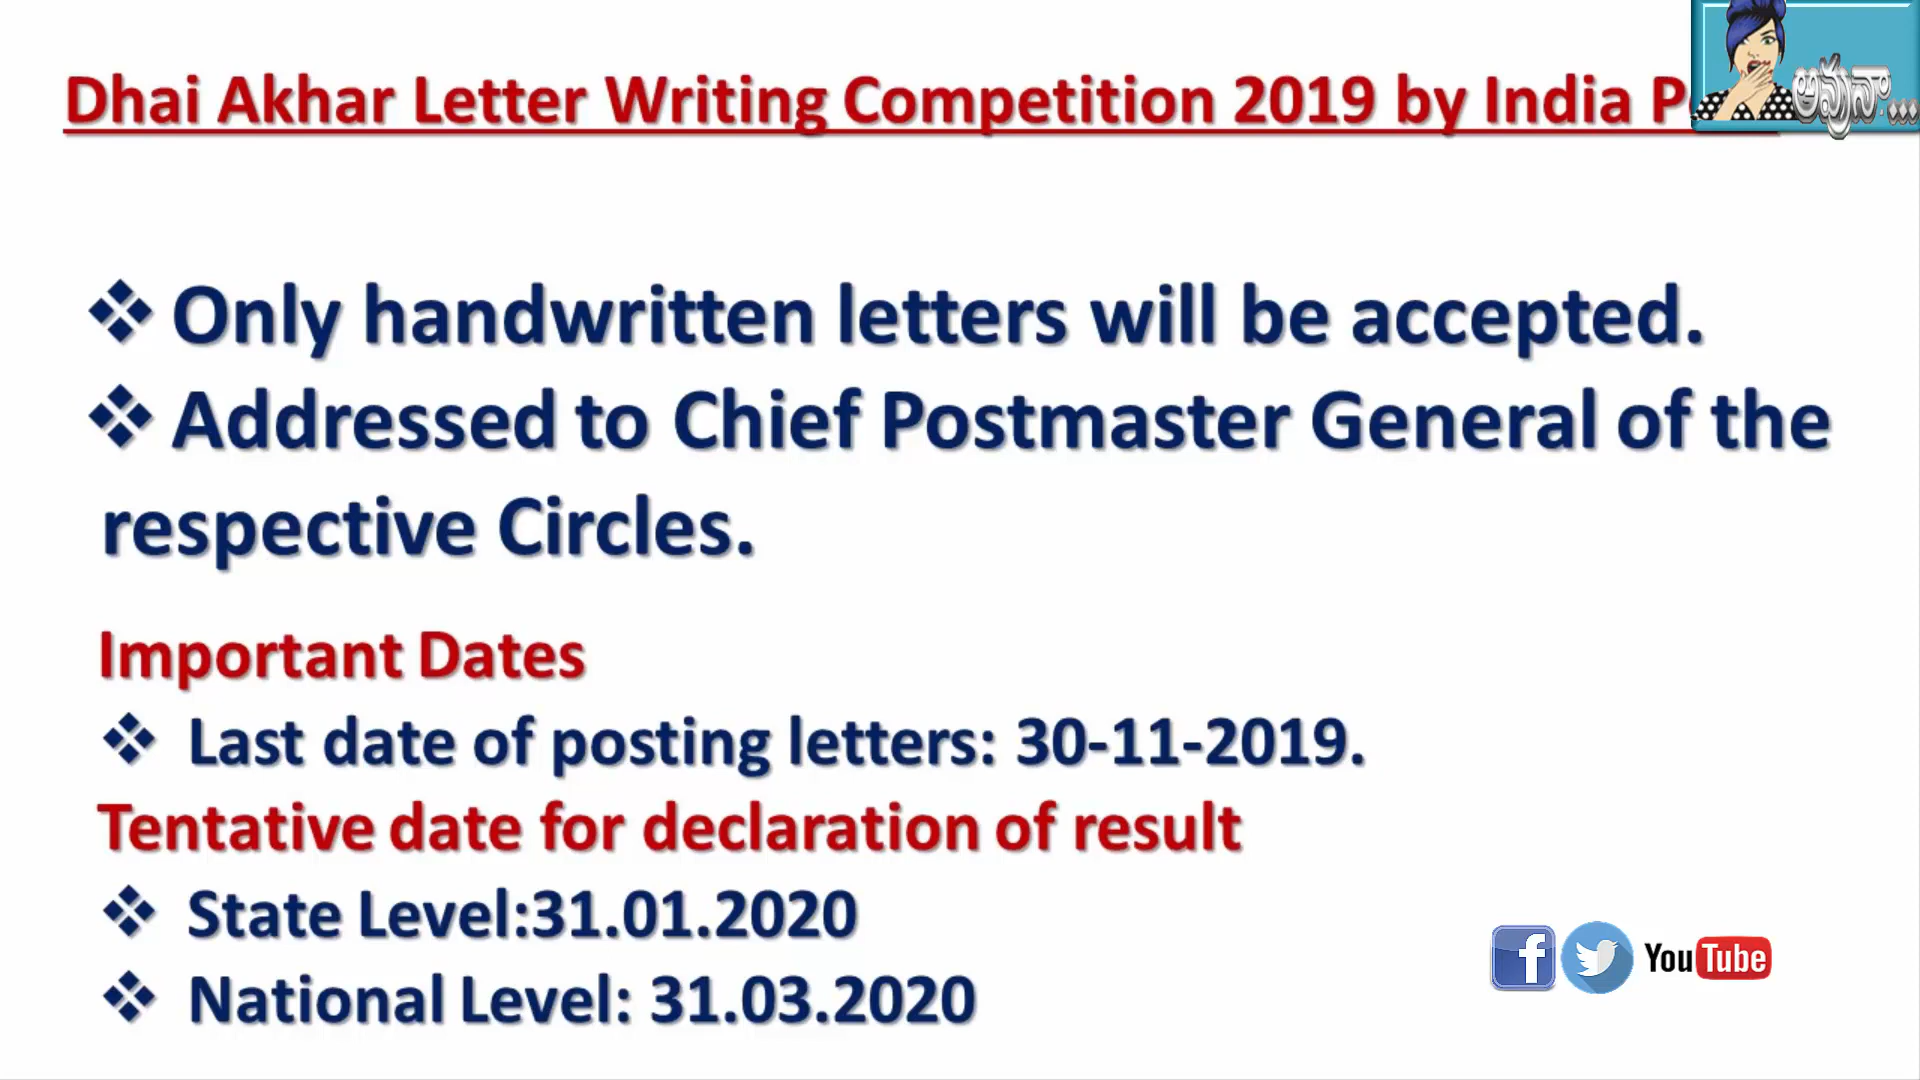 Dhai Akhar Letter Writing Competition 2019 by India
అవునా...
❖ Only handwritten letters will be accepted.
❖ Addressed to Chief Postmaster General of the
respective Circles.
Important Dates
❖ Last date of posting letters: 30-11-2019.
Tentative date for declaration of result
❖ State Level:31.01.2020
❖ National Level: 31.03.2020
f
YouTube